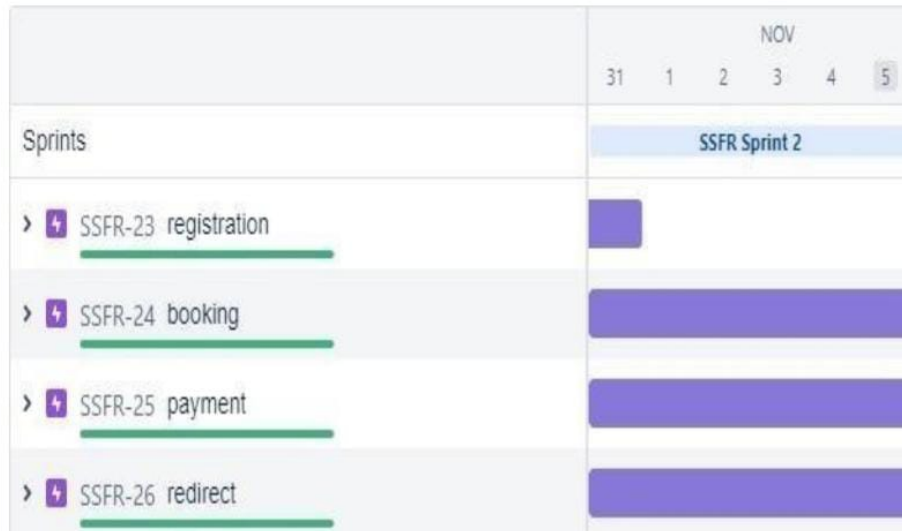 NOV
31 1 2 3 4 5
Sprints SSFR Sprint 2
SSFR-23 registration
SSFR-24 booking
SSFR-25 payment
SSFR-26 redirect